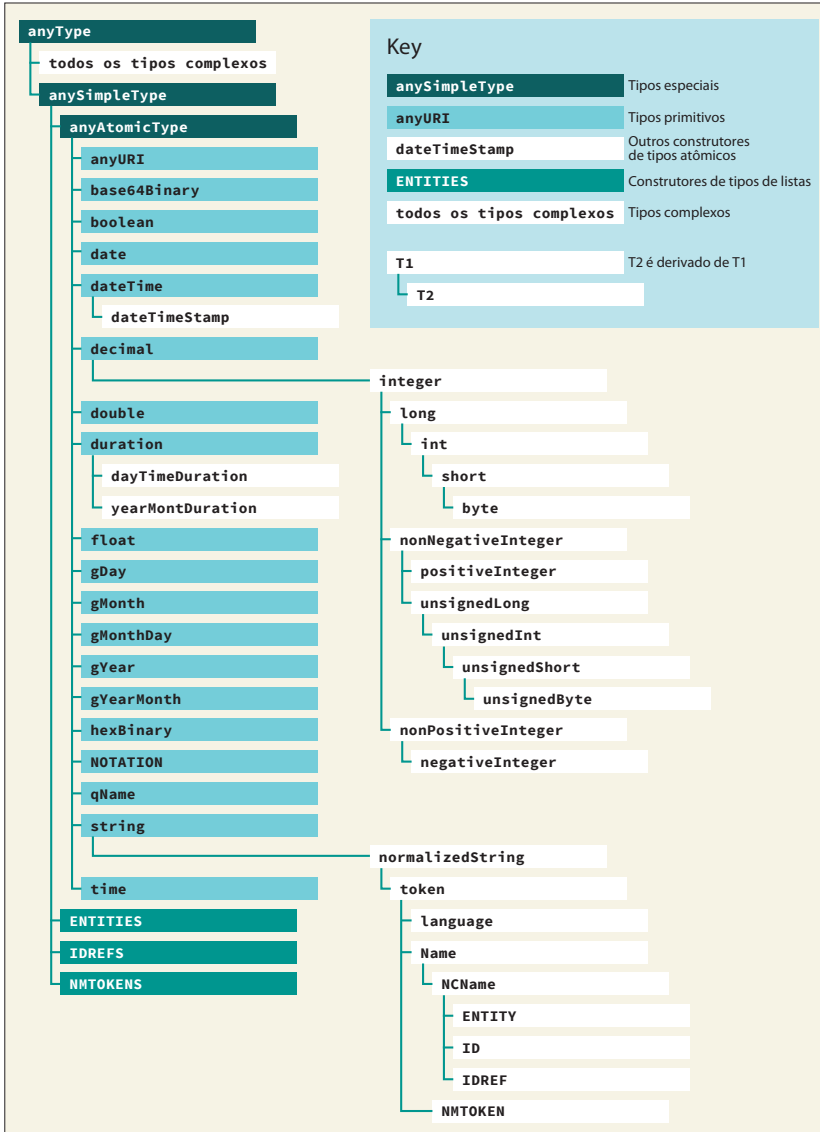 anyType
todos os tipos complexos
anySimpleType
anyAtomicType
anyURI
base64Binary
boolean
date
dateTime
dateTimeStamp
decimal
integer
long
int
short
byte
nonNegativeInteger
positiveInteger
unsignedLong
unsignedInt
unsignedShort
unsignedByte
nonPositiveInteger
negativeInteger
double
duration
dayTimeDuration
yearMontDuration
float
gDay
gMonth
gMonthDay
gYear
gYearMonth
hexBinary
NOTATION
qName
string
normalizedString
token
language
Name
NCName
ENTITY
ID
IDREF
NMTOKEN
time
ENTITIES
IDREFS
NMTOKENS
Key
anySimpleType Tipos especiais
anyURI Tipos primitivos
dateTimeStamp Outros construtores
de tipos atômicos
ENTITIES Construtores de tipos de listas
todos os tipos complexos Tipos complexos
T1 T2 é derivado de T1
T2